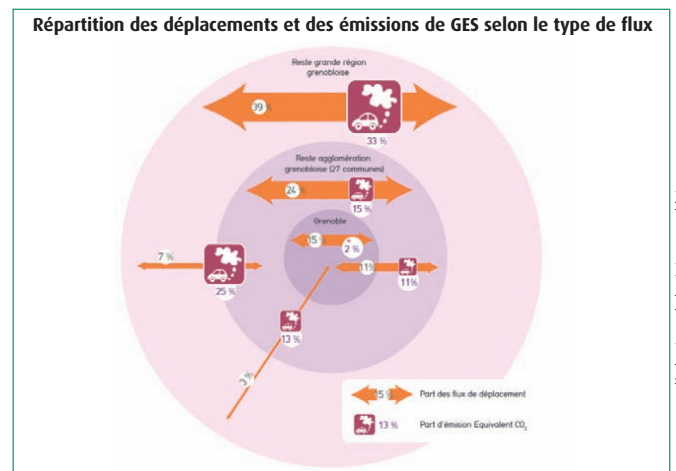 Répartition des déplacements et des émissions de GES selon le type de flux
Reste grande région
grenobloise
39 %
33 %
Reste agglomération
grenobloise (27 communes)
24 %
15 %
Grenoble
15 %
2 %
7 %
25 %
11%
11%
13 %
3 %
15 %
Part des flux de déplacement
13 %
Part d'émision Equivalent CO₂